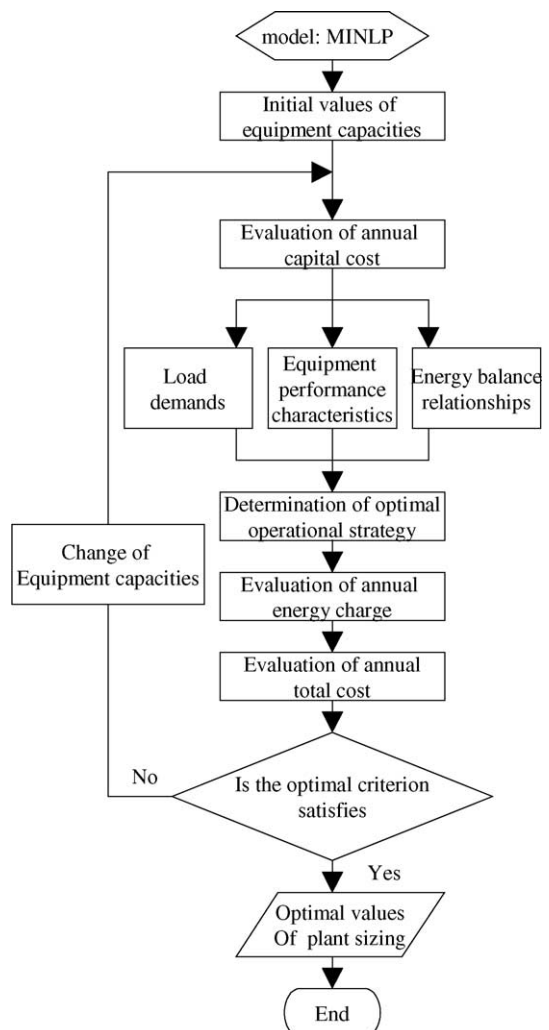 model: MINLP
Initial values of
equipment capacities
Evaluation of annual
capital cost
Load
demands
Equipment
performance
characteristics
Energy balance
relationships
Determination of optimal
operational strategy
Change of
Equipment capacities
Evaluation of annual
energy charge
Evaluation of annual
total cost
No
Is the optimal criterion
satisfies
Yes
Optimal values
Of plant sizing
End